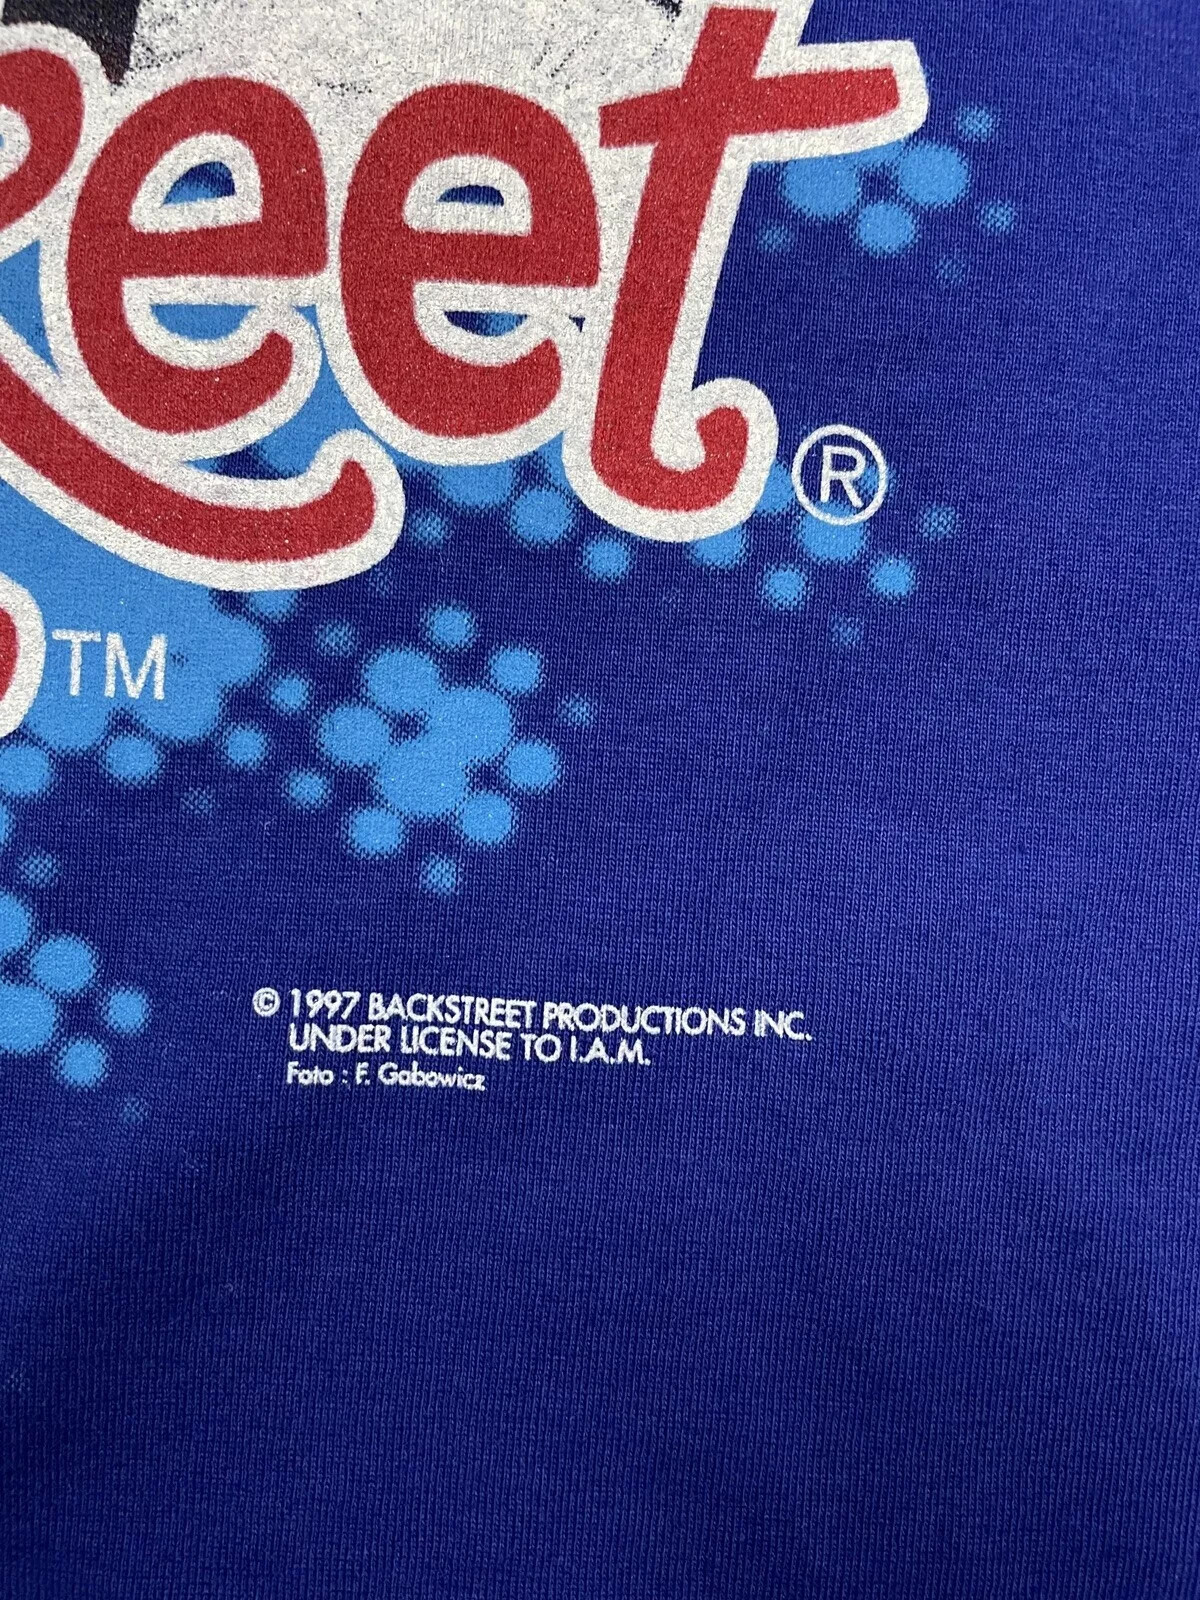 reet®
TM
© 1997 BACKSTREET PRODUCTIONS INC.
UNDER LICENSE TO I.A.M.
Foto : F. Gabowicz